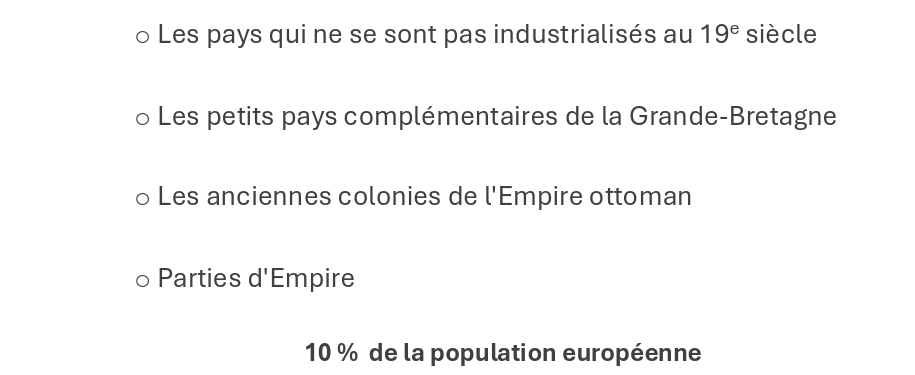 ○ Les pays qui ne se sont pas industrialisés au 19ᵉ siècle
○ Les petits pays complémentaires de la Grande-Bretagne
○ Les anciennes colonies de l'Empire ottoman
○ Parties d'Empire
10 % de la population européenne